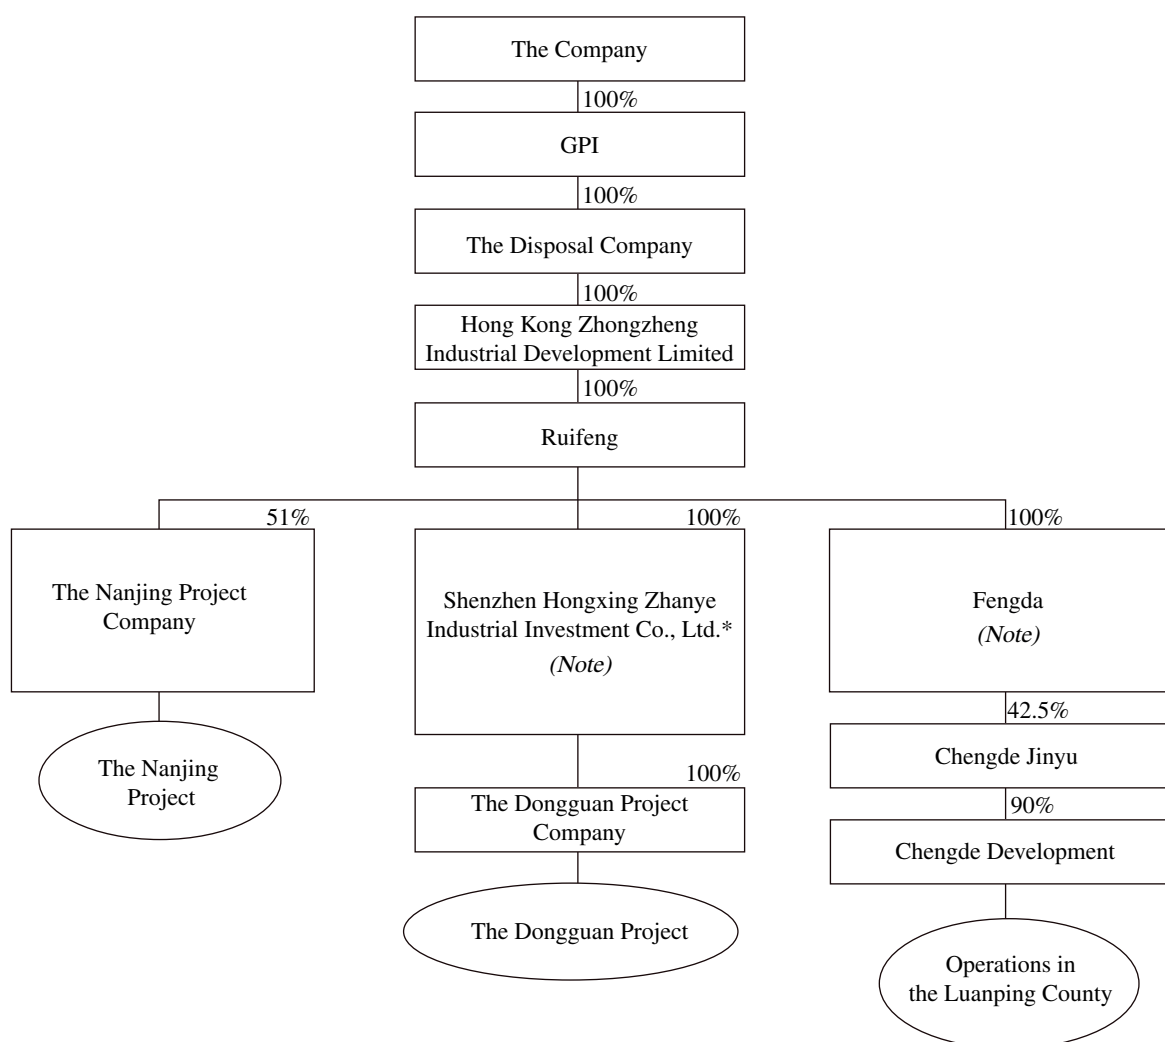 The Company
100%
GPI
100%
The Disposal Company
100%
Hong Kong Zhongzheng
Industrial Development Limited
100%
Ruifeng
51%
100%
100%
The Nanjing Project
Company
Shenzhen Hongxing Zhanye
Industrial Investment Co., Ltd.*
(Note)
Fengda
(Note)
42.5%
The Nanjing
Project
100%
Chengde Jinyu
The Dongguan Project
Company
90%
Chengde Development
The Dongguan Project
Operations in
the Luanping County